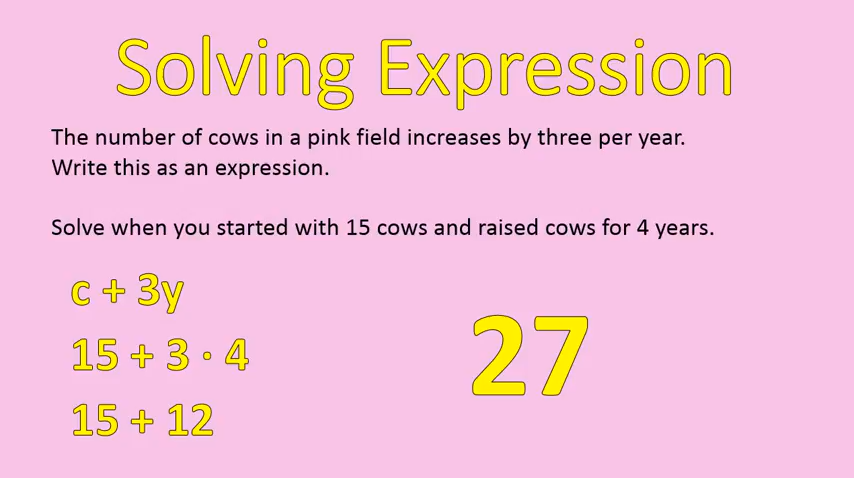 Solving Expression
The number of cows in a pink field increases by three per year.
Write this as an expression.
Solve when you started with 15 cows and raised cows for 4 years.
c + 3y
15 + 3 · 4
15 + 12
27